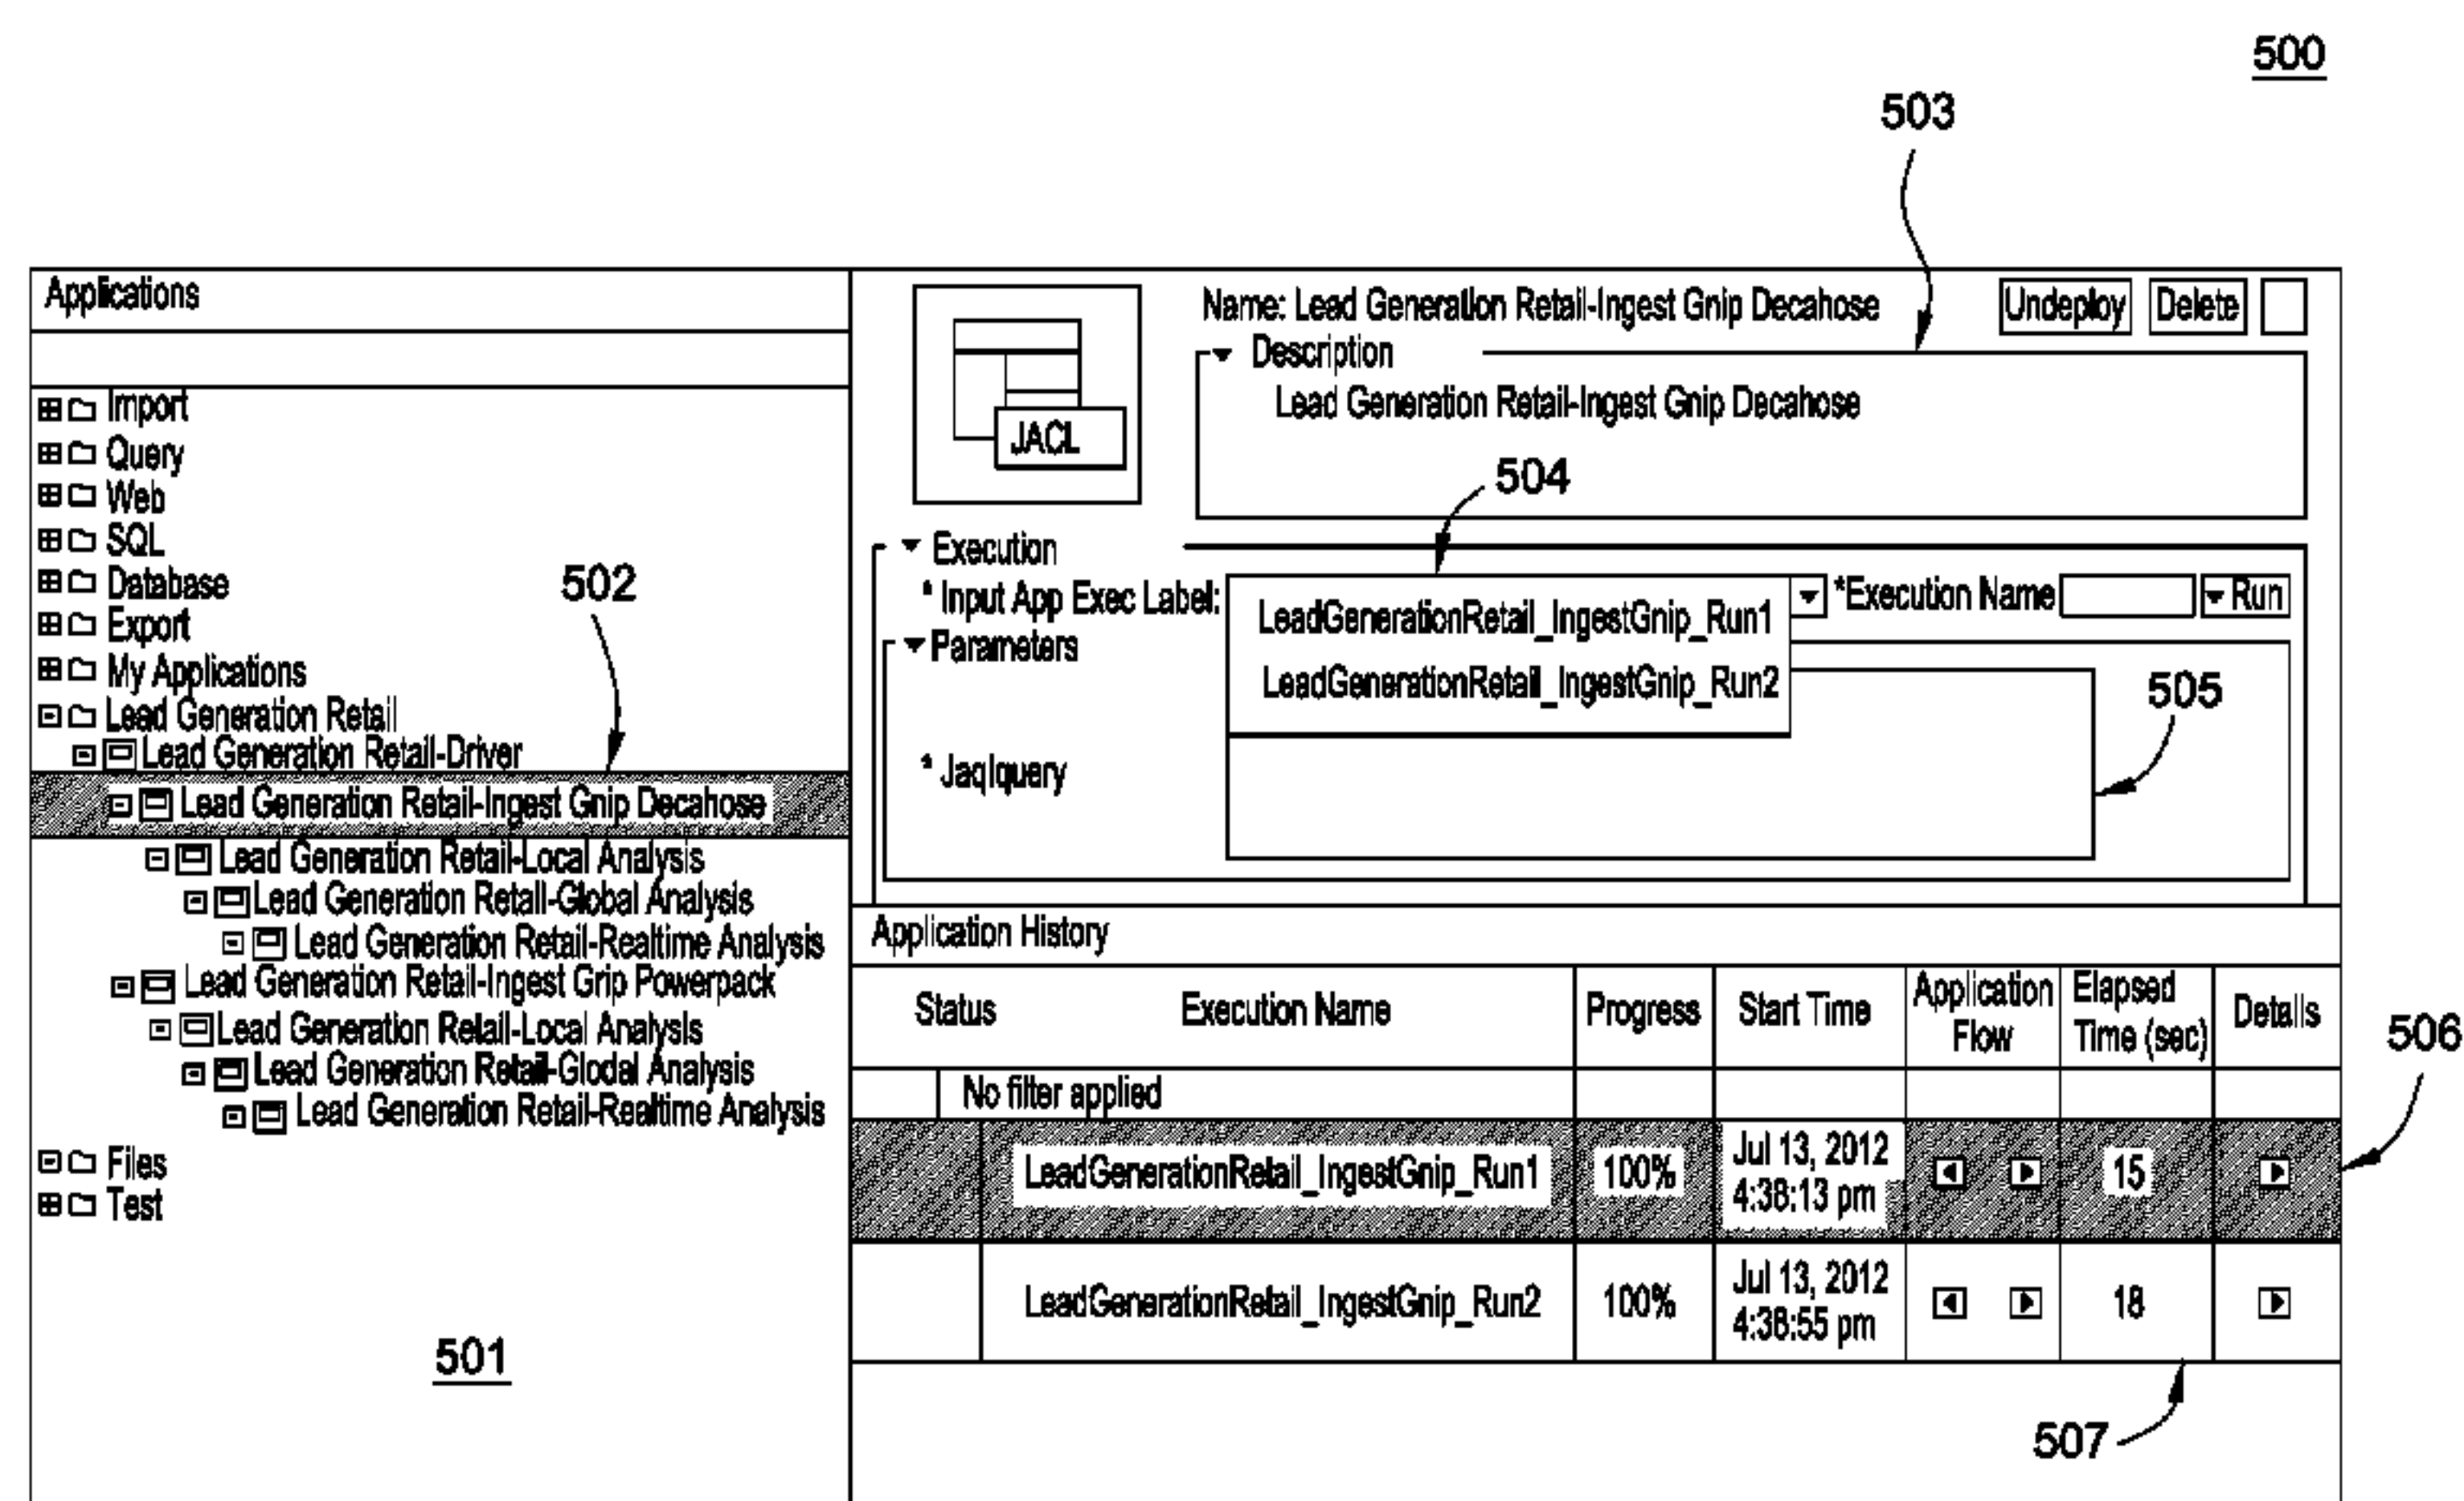 500
503
Applications
Import
Query
Web
SQL
Database
Export
My Applications
Lead Generation Retail
Lead Generation Retail-Driver
502
Lead Generation Retail-Ingest Gnip Decahose
Lead Generation Retail-Local Analysis
Lead Generation Retail-Global Analysis
Lead Generation Retail-Realtime Analysis
Lead Generation Retail-Ingest Grip Powerpack
Lead Generation Retail-Local Analysis
Lead Generation Retail-Glodal Analysis
Lead Generation Retail-Realtime Analysis
Files
Test
501
JACL
Name: Lead Generation Retail-Ingest Gnip Decahose
Undeploy
Delete
Description
Lead Generation Retail-Ingest Gnip Decahose
504
Execution
* Input App Exec Label:
LeadGenerationRetail_IngestGnip_Run1
LeadGenerationRetail_IngestGnip_Run2
*Execution Name
Run
Parameters
505
* Jaqlquery
Application History
Status Execution Name Progress Start Time Application Flow Elapsed Time (sec) Details
506
No filter applied
LeadGenerationRetail_IngestGnip_Run1 100% Jul 13, 2012 4:38:13 pm 15
LeadGenerationRetail_IngestGnip_Run2 100% Jul 13, 2012 4:38:55 pm 18
507